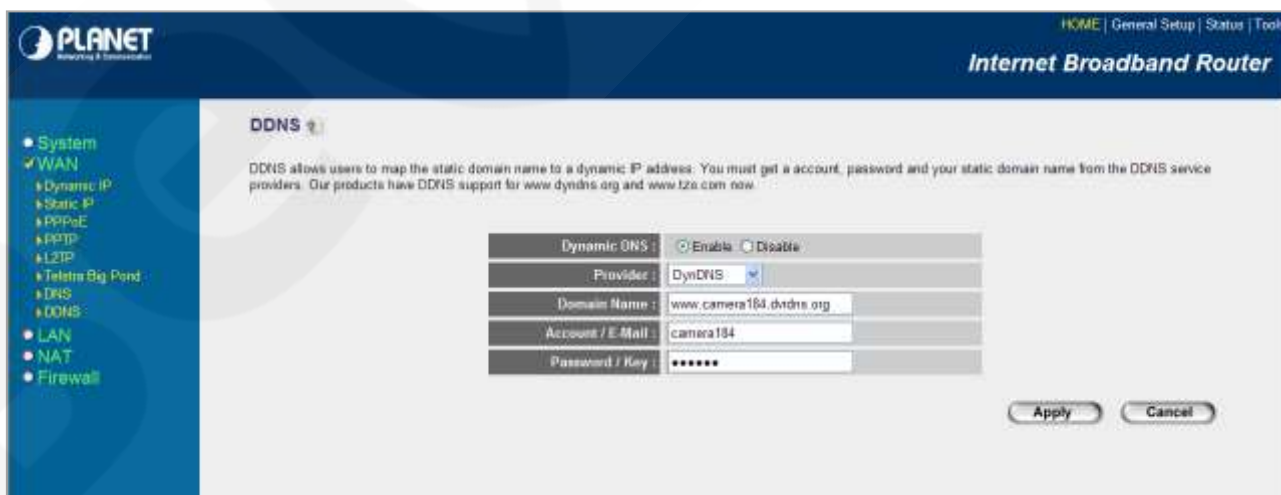 PLANET
Networking & Communication
HOME | General Setup | Status | Tool
Internet Broadband Router
System
WAN
Dynamic IP
Static IP
PPPoE
PPTP
L2TP
Telstra Big Pond
DNS
DDNS
LAN
NAT
Firewall
DDNS
DDNS allows users to map the static domain name to a dynamic IP address. You must get a account, password and your static domain name from the DDNS service
providers. Our products have DDNS support for www.dyndns.org and www.tzo.com now.
Dynamic DNS : Enable Disable
Provider : DynDNS
Domain Name : www.camera184.dvrdns.org
Account / E-Mail : camera184
Password / Key : ••••••
Apply Cancel